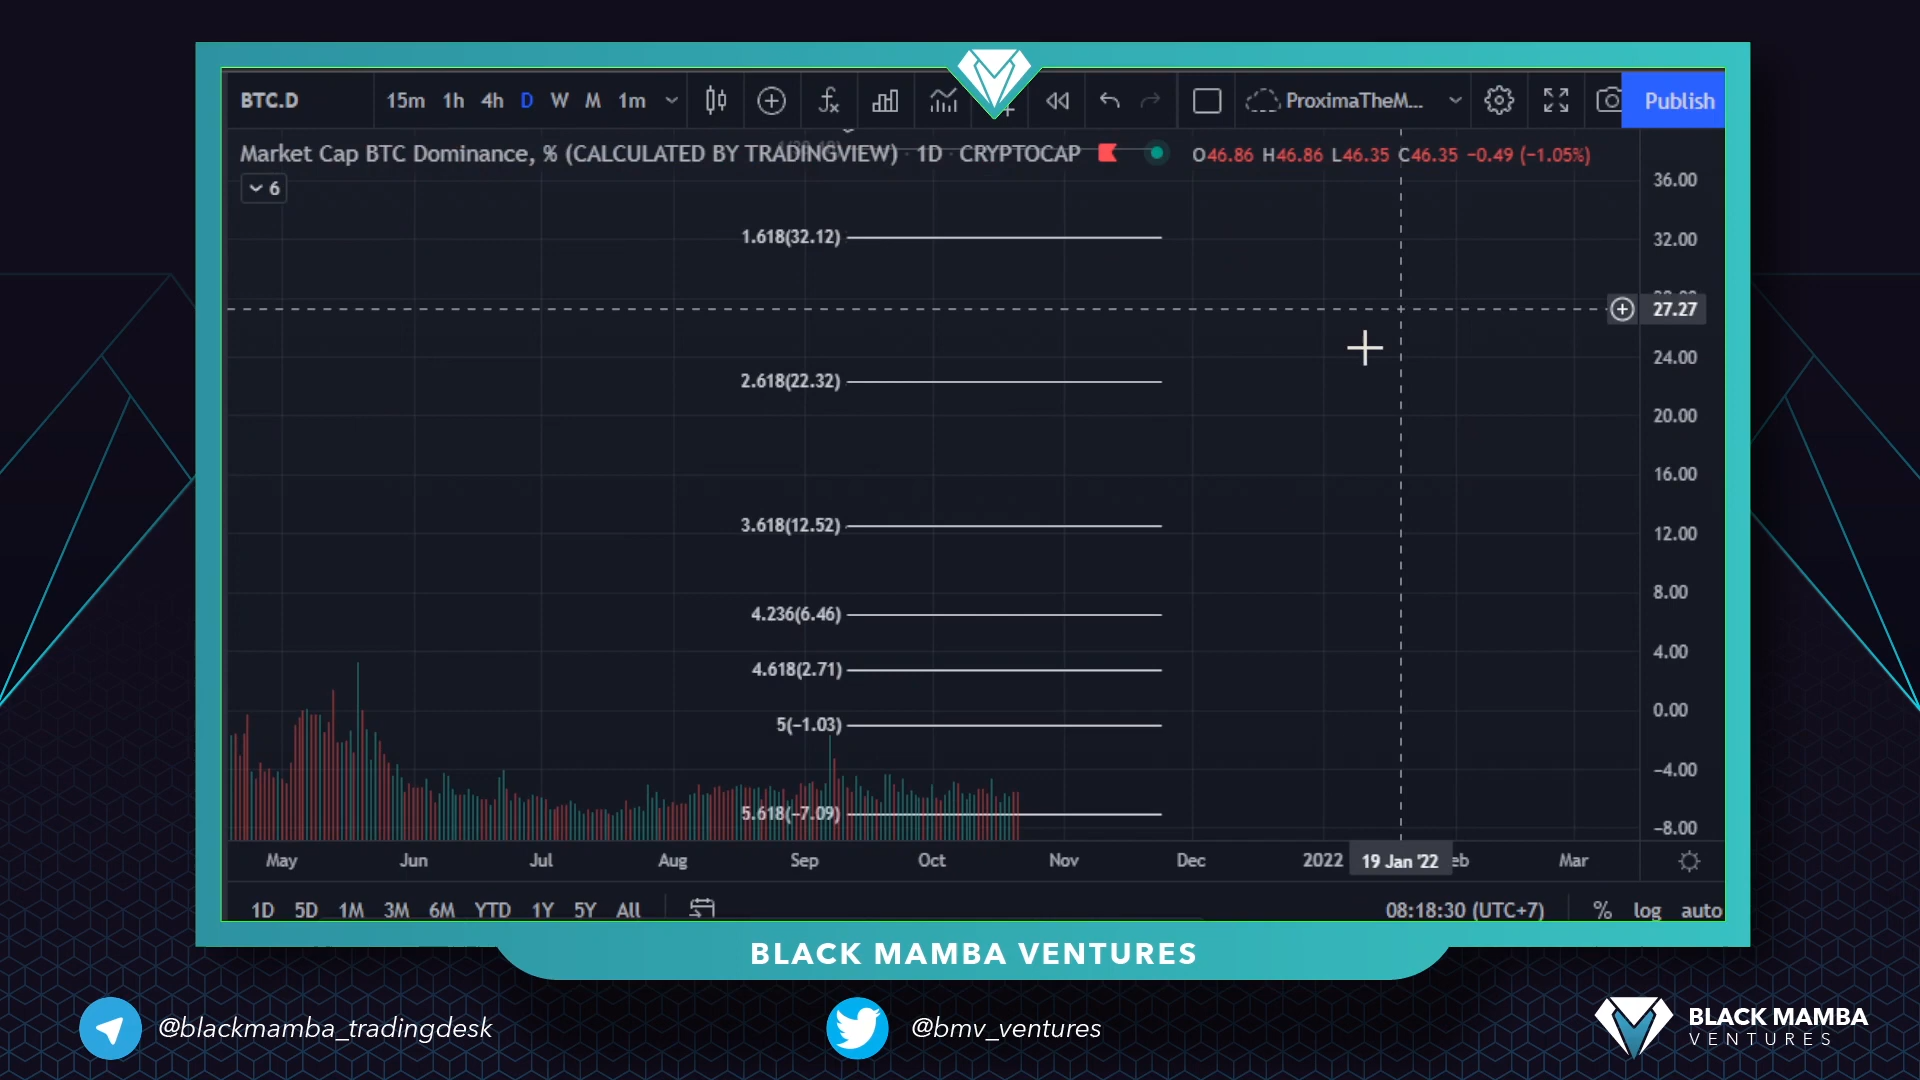 BTC.D 15m 1h 4h D W M 1m ProximaTheM... Publish
Market Cap BTC Dominance, % (CALCULATED BY TRADINGVIEW) · 1D · CRYPTOCAP O46.86 H46.86 L46.35 C46.35 −0.49 (−1.05%)
6
36.00
1.618(32.12)
32.00
27.27
24.00
2.618(22.32)
20.00
16.00
3.618(12.52)
12.00
8.00
4.236(6.46)
4.00
4.618(2.71)
0.00
5(−1.03)
−4.00
5.618(−7.09)
−8.00
May Jun Jul Aug Sep Oct Nov Dec 2022 19 Jan '22 eb Mar
1D 5D 1M 3M 6M YTD 1Y 5Y All 08:18:30 (UTC+7) % log auto
BLACK MAMBA VENTURES
@blackmamba_tradingdesk
@bmv_ventures
BLACK MAMBA
VENTURES